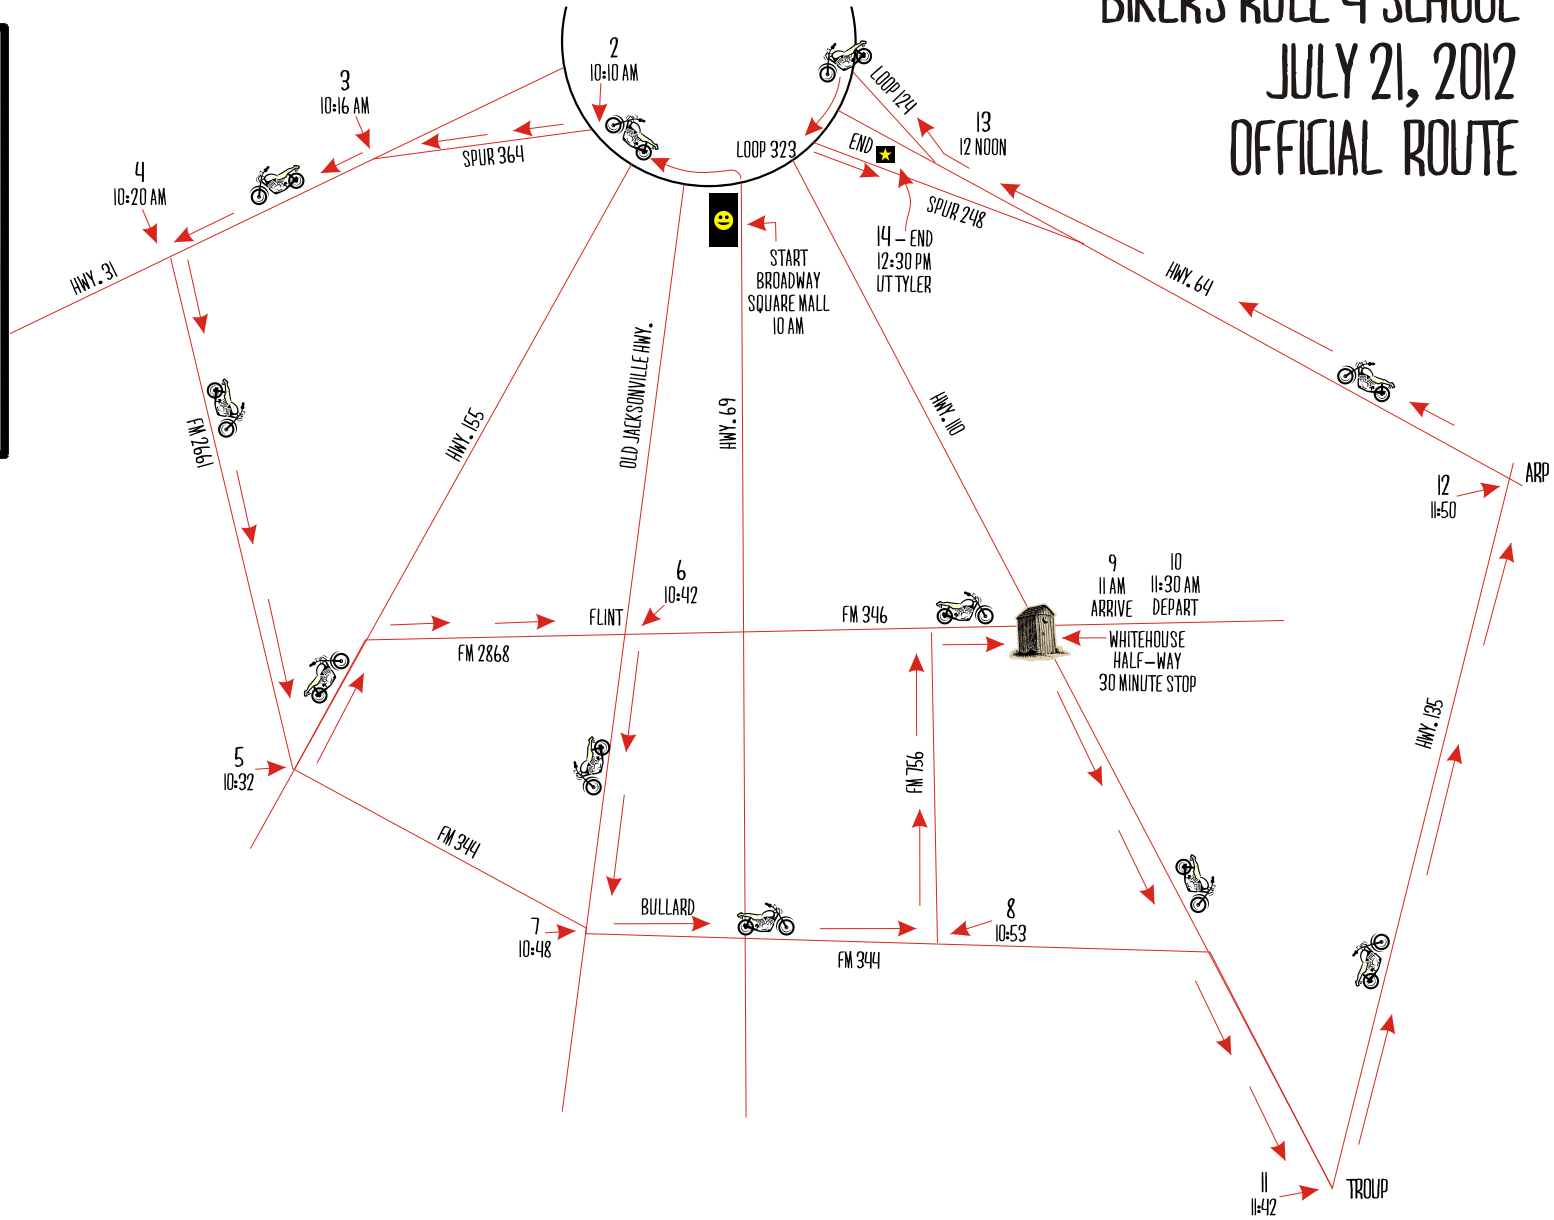 BIKERS ROLL 4 SCHOOL
JULY 21, 2012
OFFICIAL ROUTE
2
10:10 AM
3
10:16 AM
4
10:20 AM
SPUR 364
HWY. 31
LOOP 323
LOOP 124
13
12 NOON
END
SPUR 248
14 – END
12:30 PM
UT TYLER
START
BROADWAY
SQUARE MALL
10 AM
HWY. 64
FM 2661
HWY. 155
OLD JACKSONVILLE HWY.
HWY. 69
HWY. 110
ARP
12
11:50
6
10:42
FLINT
FM 2868
FM 346
9
11 AM
ARRIVE
10
11:30 AM
DEPART
WHITEHOUSE
HALF–WAY
30 MINUTE STOP
5
10:32
FM 344
FM 756
HWY. 135
BULLARD
7
10:48
8
10:53
FM 344
11
11:42
TROUP